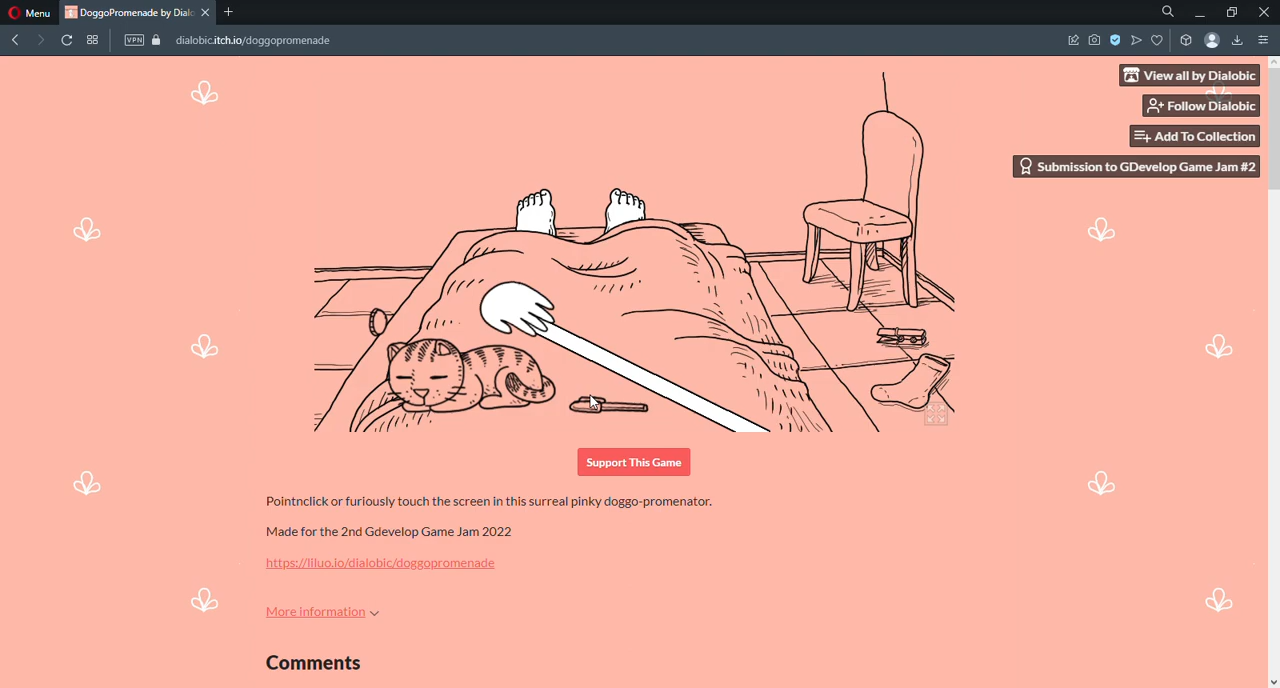 Menu
DoggoPromenade by Dialo
VPN
dialobic.itch.io/doggopromenade
View all by Dialobic
Follow Dialobic
Add To Collection
Submission to GDevelop Game Jam #2
Support This Game
Pointnclick or furiously touch the screen in this surreal pinky doggo-promenator.
Made for the 2nd Gdevelop Game Jam 2022
https://liluo.io/dialobic/doggopromenade
More information
Comments